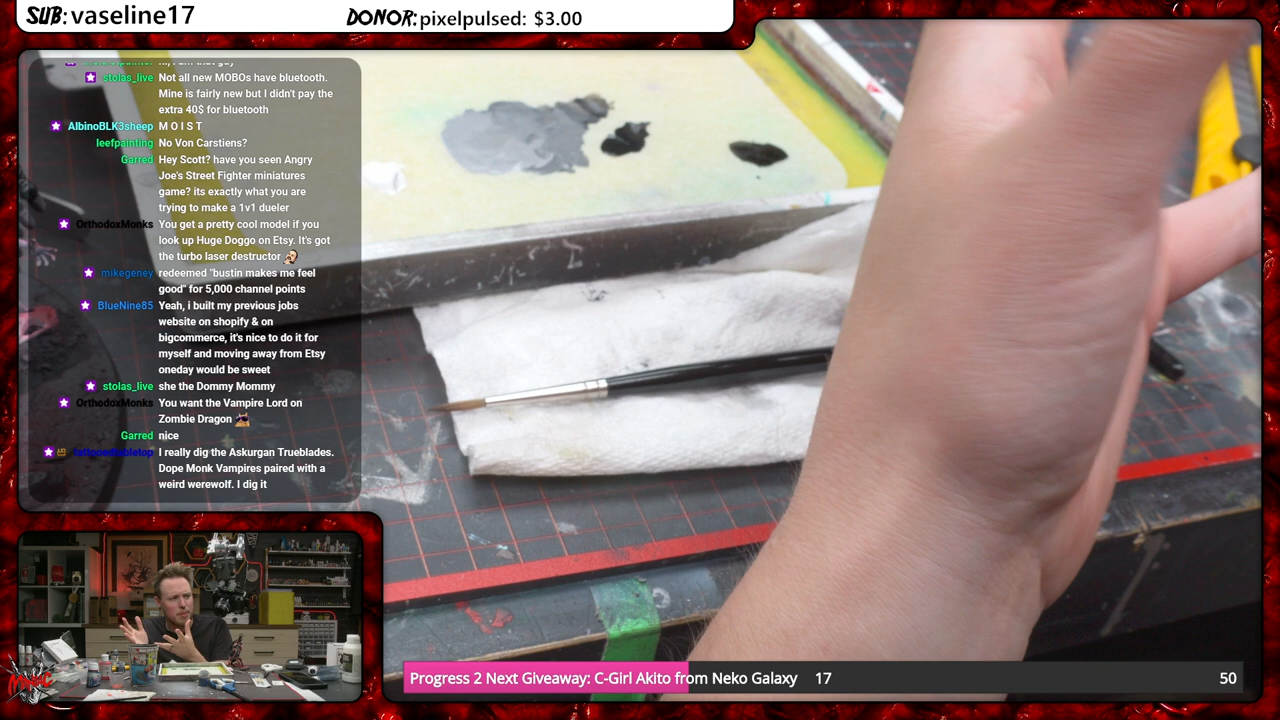 SUB: vaseline17
DONOR: pixelpulsed: $3.00
stolas_live Not all new MOBOs have bluetooth.
Mine is fairly new but I didn't pay the
extra 40$ for bluetooth
AlbinoBLK3sheep M O I S T
leefpainting No Von Carstiens?
Garred Hey Scott? have you seen Angry
Joe's Street Fighter miniatures
game? its exactly what you are
trying to make a 1v1 dueler
OrthodoxMonks You get a pretty cool model if you
look up Huge Doggo on Etsy. It's got
the turbo laser destructor
mikegeney redeemed "bustin makes me feel
good" for 5,000 channel points
BlueNine85 Yeah, i built my previous jobs
website on shopify & on
bigcommerce, it's nice to do it for
myself and moving away from Etsy
oneday would be sweet
stolas_live she the Dommy Mommy
OrthodoxMonks You want the Vampire Lord on
Zombie Dragon
Garred nice
I really dig the Askurgan Trueblades.
Dope Monk Vampires paired with a
weird werewolf. I dig it
Progress 2 Next Giveaway: C-Girl Akito from Neko Galaxy 17 50